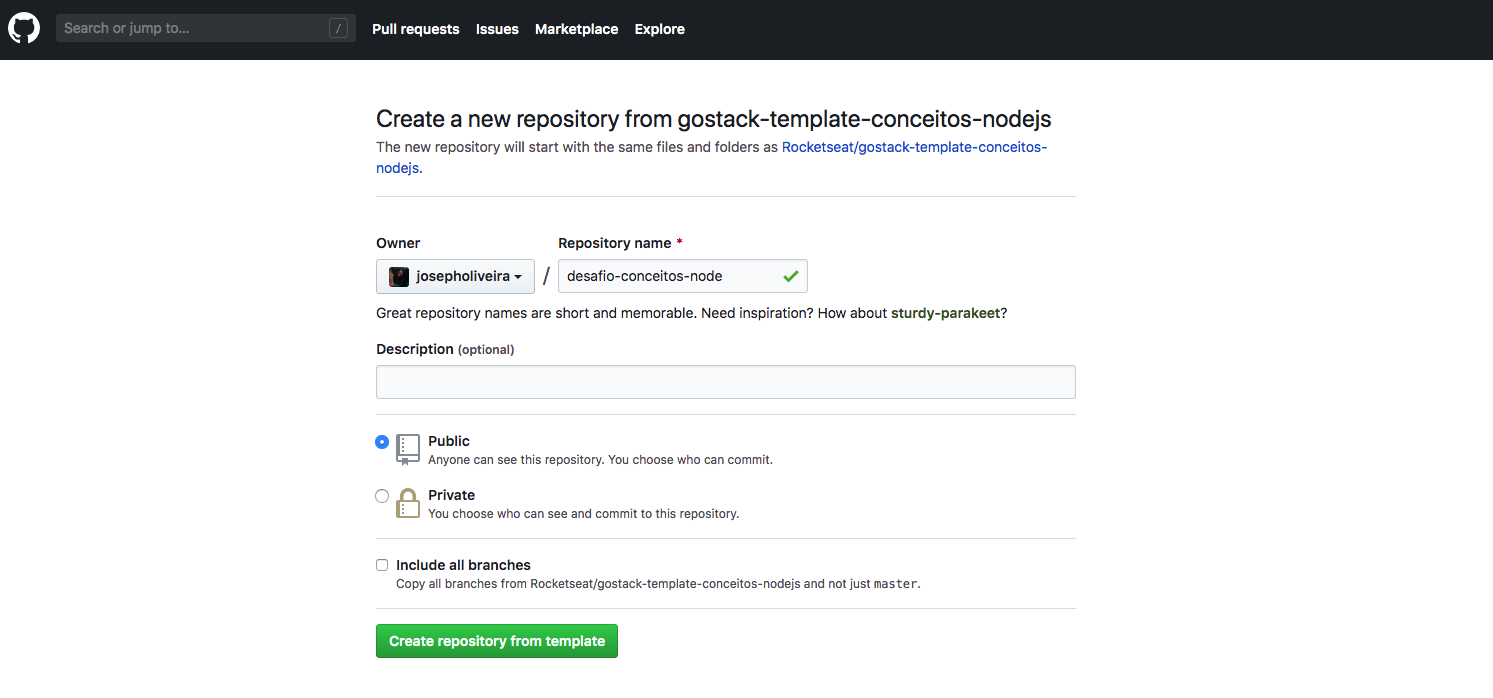 Search or jump to... /
Pull requests Issues Marketplace Explore
Create a new repository from gostack-template-conceitos-nodejs
The new repository will start with the same files and folders as Rocketseat/gostack-template-conceitos-
nodejs.
Owner Repository name *
josepholiveira / desafio-conceitos-node
Great repository names are short and memorable. Need inspiration? How about sturdy-parakeet?
Description (optional)
Public
Anyone can see this repository. You choose who can commit.
Private
You choose who can see and commit to this repository.
Include all branches
Copy all branches from Rocketseat/gostack-template-conceitos-nodejs and not just master.
Create repository from template